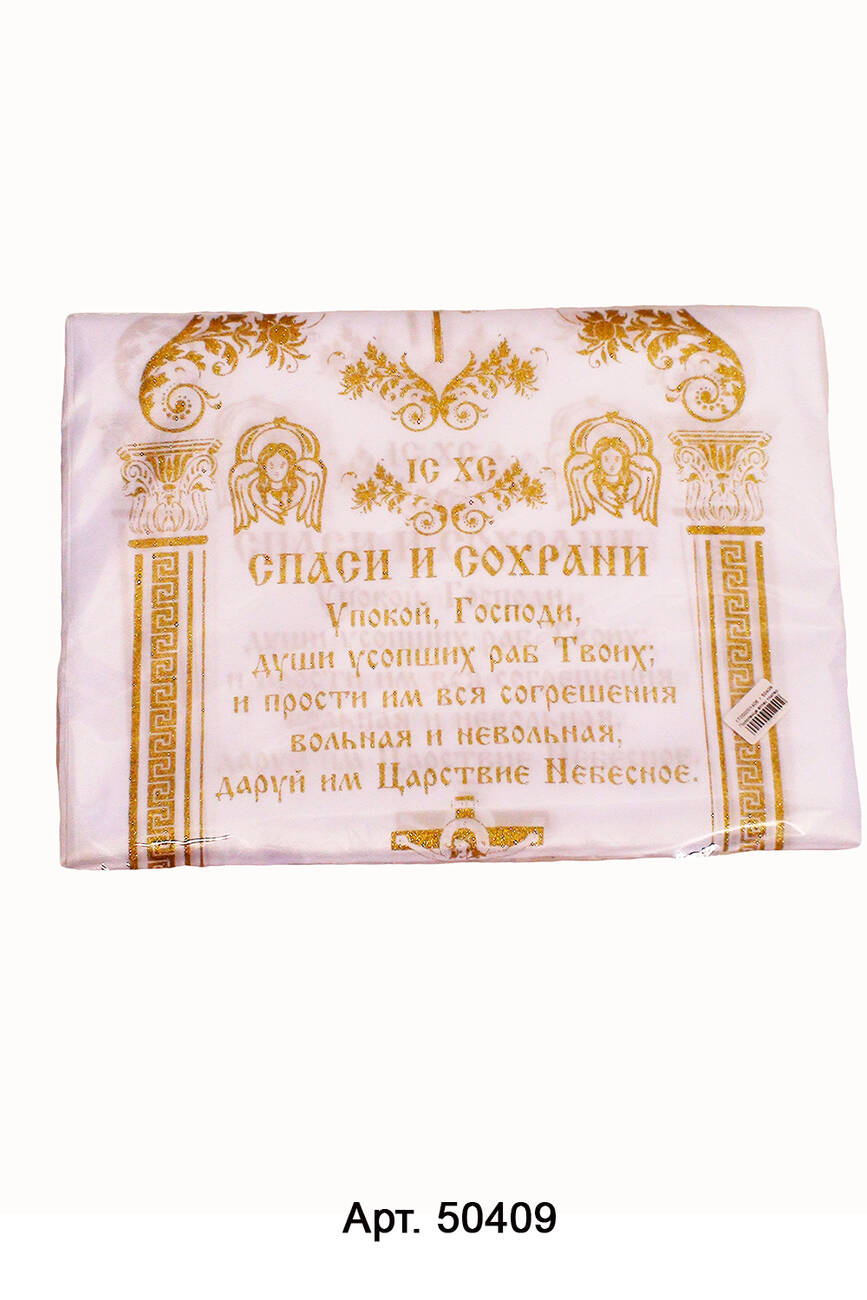 IC XC
СПАСИ И СОХРАНИ
Упокой, Господи,
души усопших раб Твоих;
и прости им вся согрешения
вольная и невольная,
даруй им Царствие Небесное.
Арт. 50409